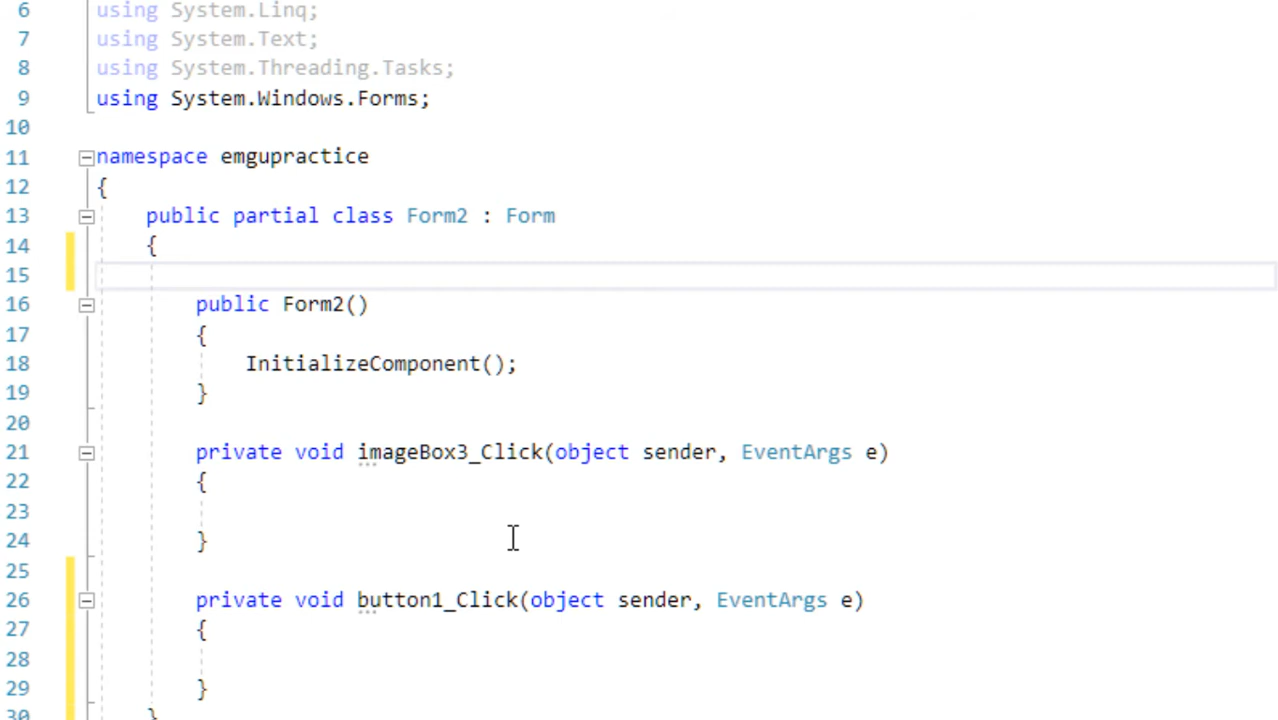 6 using System.Linq;
7 using System.Text;
8 using System.Threading.Tasks;
9 using System.Windows.Forms;
10
11 namespace emgupractice
12 {
13 public partial class Form2 : Form
14 {
15
16 public Form2()
17 {
18 InitializeComponent();
19 }
20
21 private void imageBox3_Click(object sender, EventArgs e)
22 {
23
24 }
25
26 private void button1_Click(object sender, EventArgs e)
27 {
28
29 }
30 }